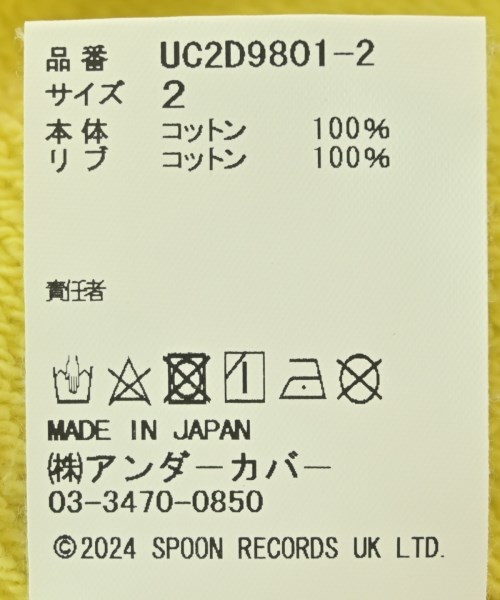 品番 UC2D9801-2
サイズ 2
本体 コットン 100%
リブ コットン 100%
責任者
MADE IN JAPAN
㈱アンダーカバー
03-3470-0850
©2024 SPOON RECORDS UK LTD.